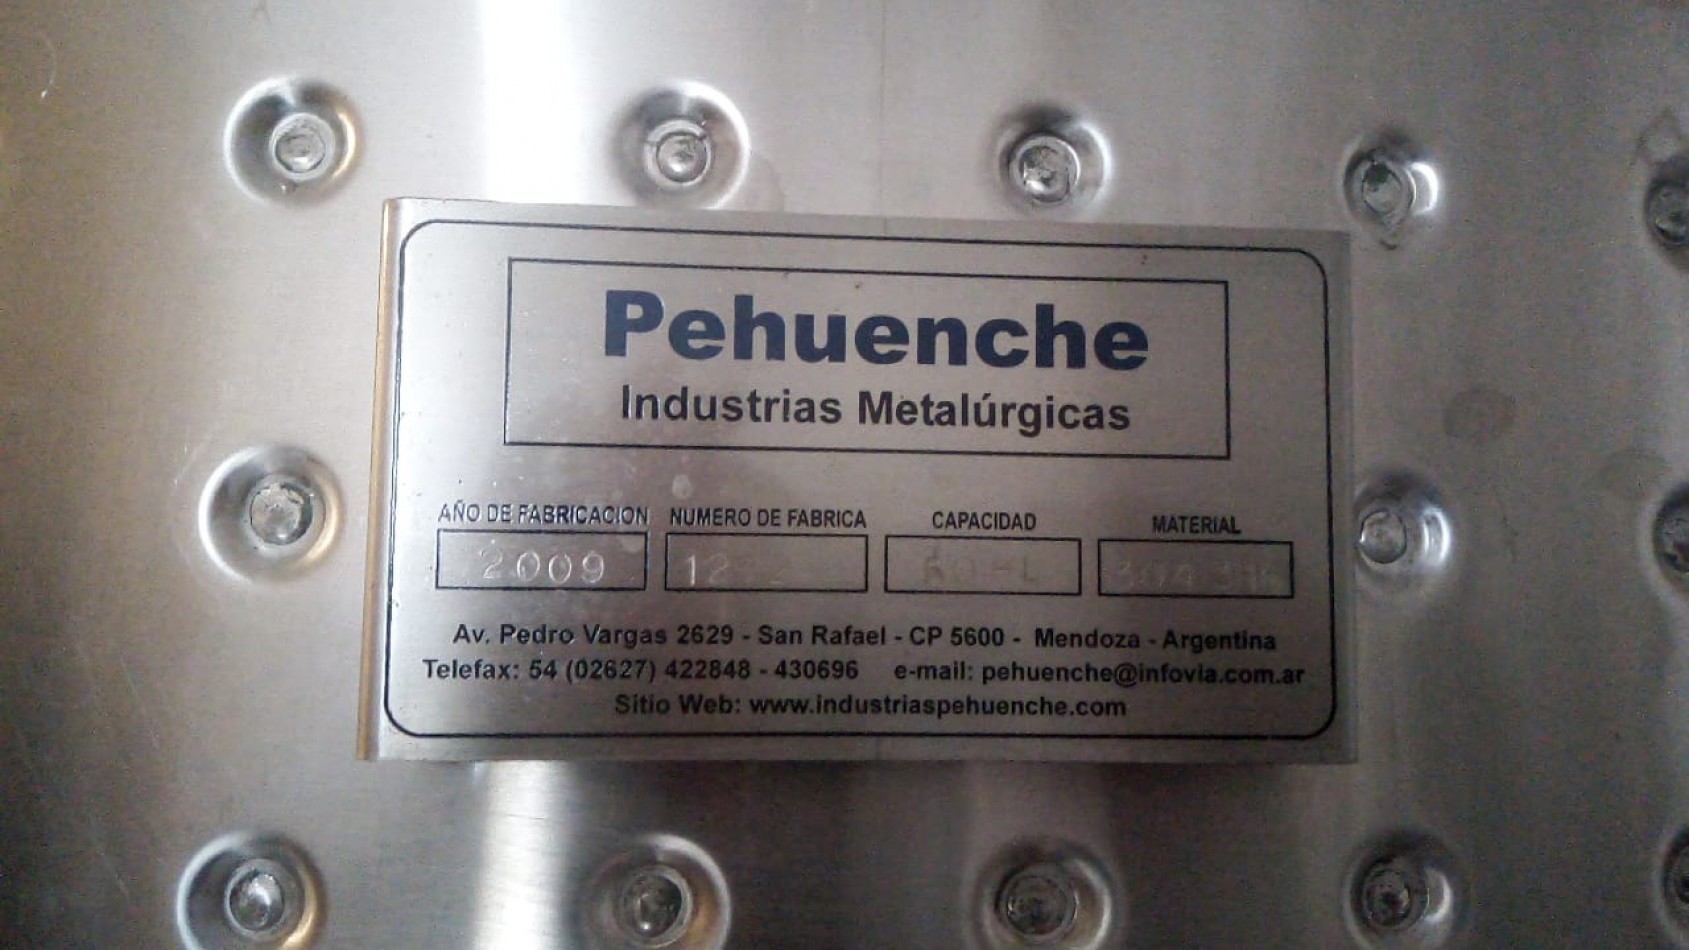 Pehuenche
Industrias Metalúrgicas
AÑO DE FABRICACION NUMERO DE FABRICA CAPACIDAD MATERIAL
2009
Av. Pedro Vargas 2629 - San Rafael - CP 5600 - Mendoza - Argentina
Telefax: 54 (02627) 422848 - 430696 e-mail: pehuenche@infovia.com.ar
Sitio Web: www.industriaspehuenche.com